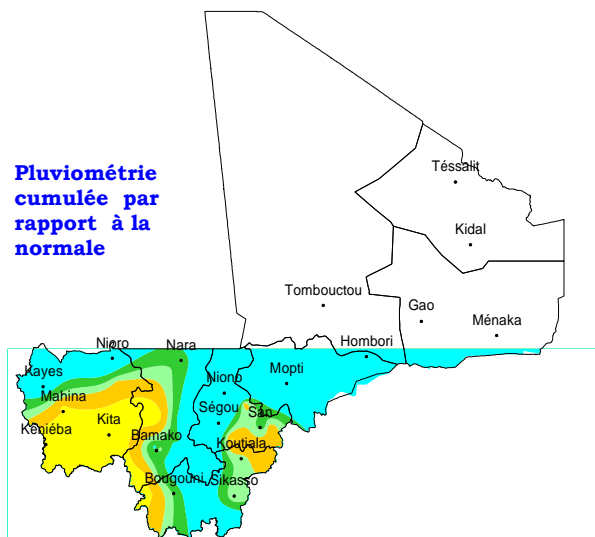 Pluviométrie
cumulée par
rapport à la
normale
Téssalit
Kidal
Tombouctou
Gao
Ménaka
Hombori
Nioro
Nara
Kayes
Niono
Mopti
Mahina
Ségou
San
Kita
Kéniéba
Bamako
Koutiala
Bougouni
Sikasso